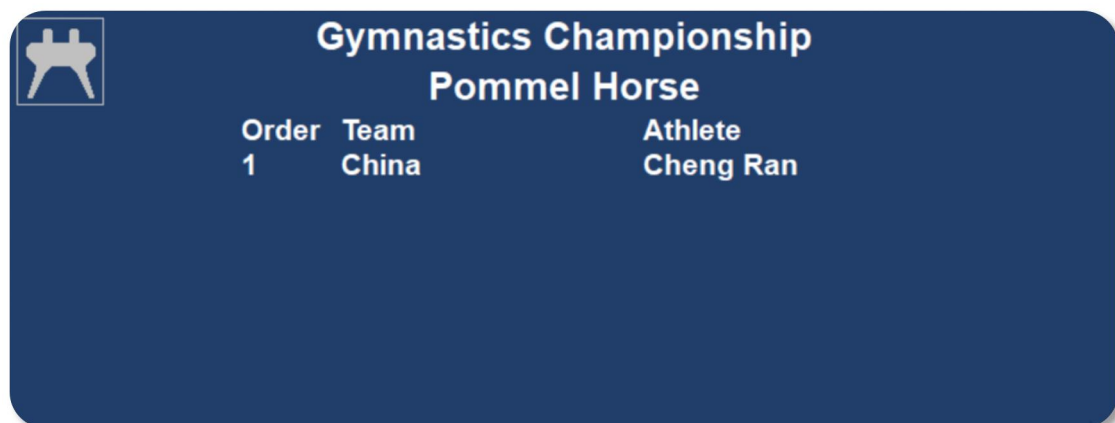 Gymnastics Championship
Pommel Horse
Order Team Athlete
1 China Cheng Ran